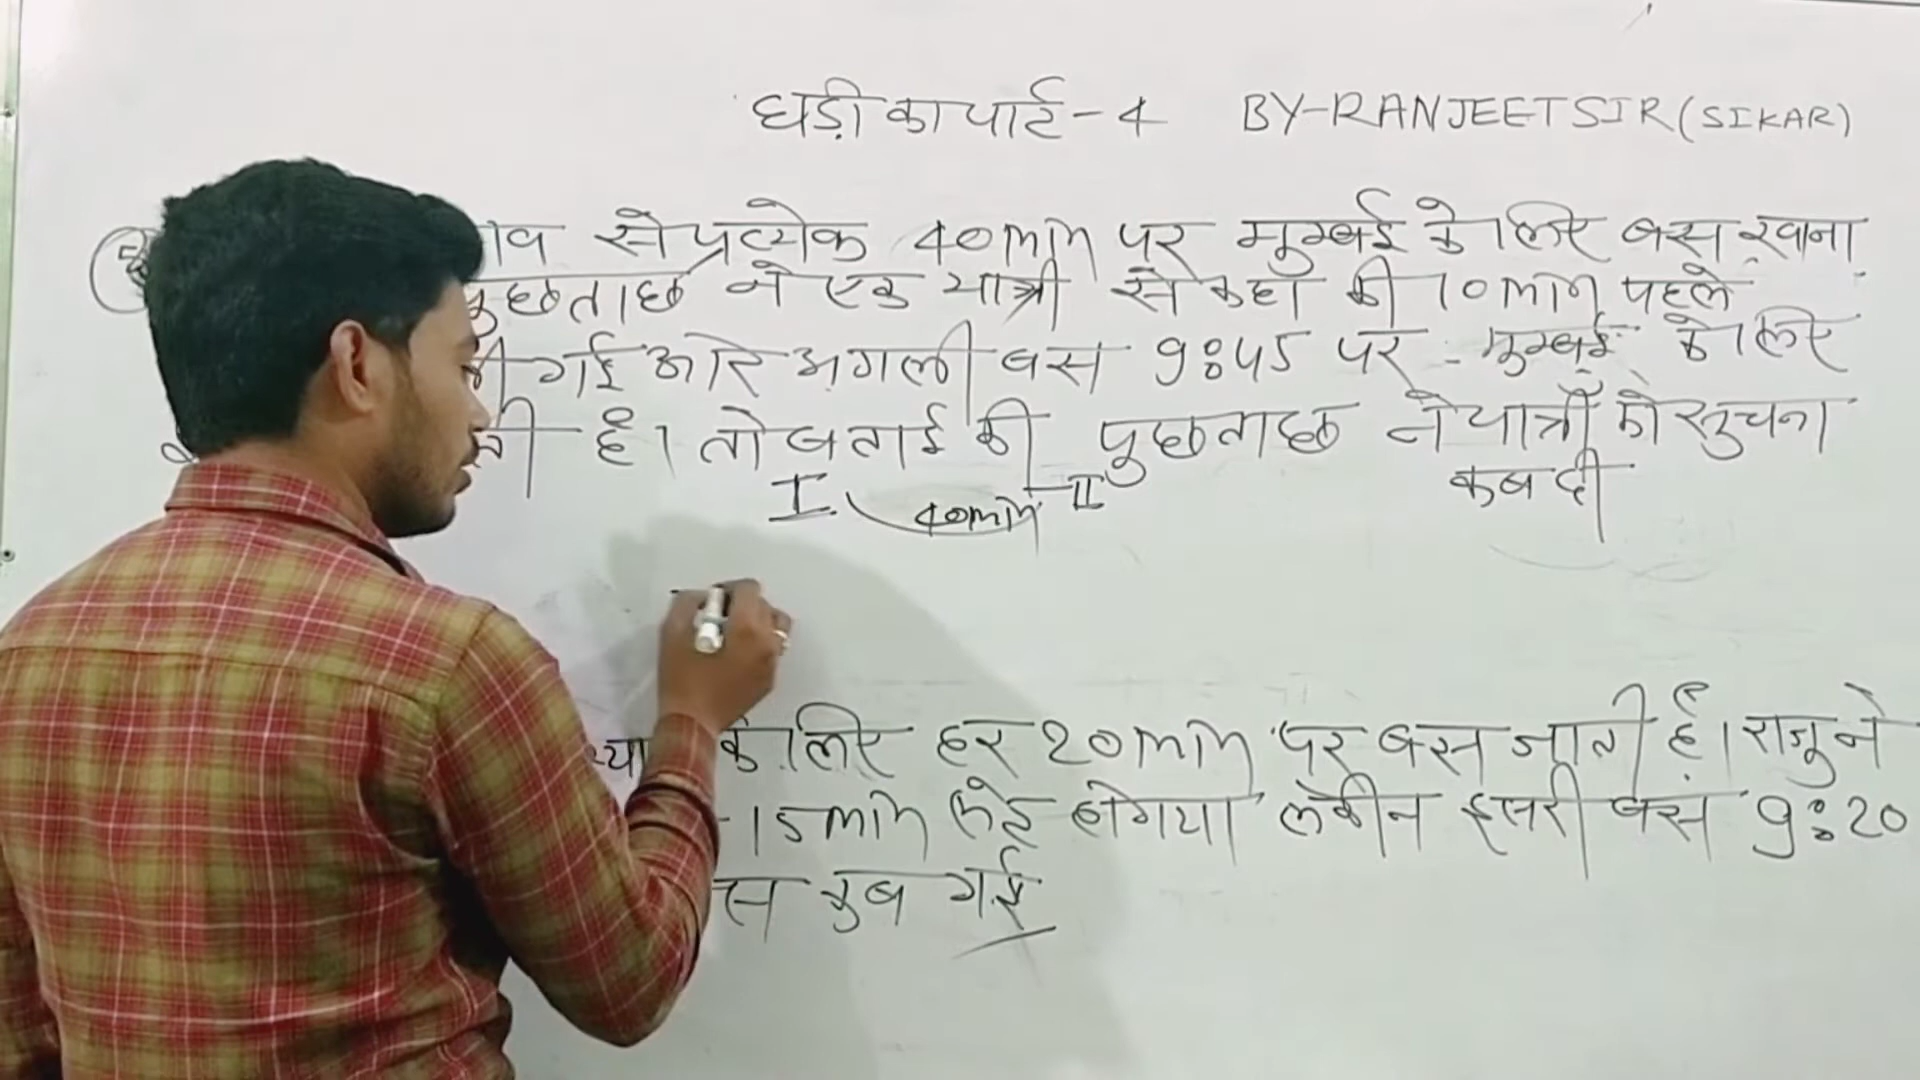 घड़ी का पार्ट-4 BY-RANJEETSIR(SIKAR)
से प्रत्येक 40min पर मुम्बई के लिए बस रवाना
पुछताछ ने एक यात्री से कहा की 10min पहले
गई और अगली बस 9:45 पर मुम्बई के लिए
है। तो बताई की पुछताछ ने यात्री को सुचना
कब दी
I 40min II
के लिए हर 20min पर बस जाती है। राजु ने
15min लेट होगया लेकीन दुसरी बस 9:20
कब गई